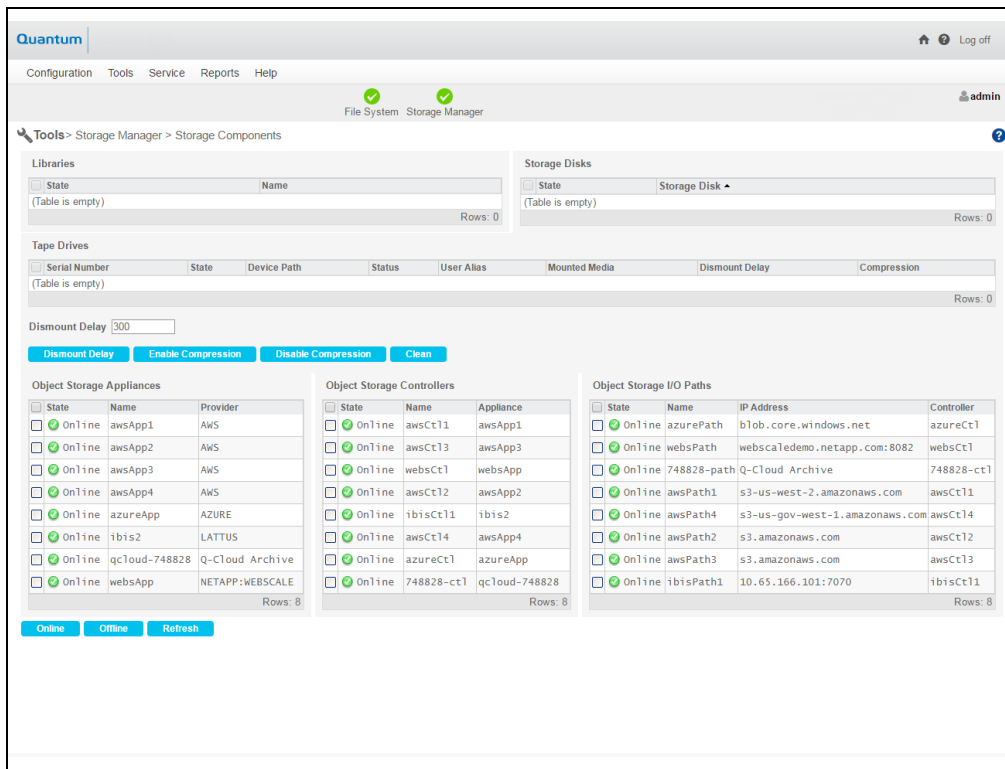 Quantum
Log off
Configuration Tools Service Reports Help
File System Storage Manager
admin
Tools> Storage Manager > Storage Components
Libraries
State Name
(Table is empty)
Rows: 0
Storage Disks
State Storage Disk
(Table is empty)
Rows: 0
Tape Drives
Serial Number State Device Path Status User Alias Mounted Media Dismount Delay Compression
(Table is empty)
Rows: 0
Dismount Delay 300
Dismount Delay Enable Compression Disable Compression Clean
Object Storage Appliances
State Name Provider
Online awsApp1 AWS
Online awsApp2 AWS
Online awsApp3 AWS
Online awsApp4 AWS
Online azureApp AZURE
Online ibis2 LATTUS
Online qcloud-748828 Q-Cloud Archive
Online websApp NETAPP:WEBSCALE
Rows: 8
Object Storage Controllers
State Name Appliance
Online awsCtl1 awsApp1
Online awsCtl3 awsApp3
Online websCtl websApp
Online awsCtl2 awsApp2
Online ibisCtl1 ibis2
Online awsCtl4 awsApp4
Online azureCtl azureApp
Online 748828-ctl qcloud-748828
Rows: 8
Object Storage I/O Paths
State Name IP Address Controller
Online azurePath blob.core.windows.net azureCtl
Online websPath webscaledemo.netapp.com:8082 websCtl
Online 748828-path Q-Cloud Archive 748828-ctl
Online awsPath1 s3-us-west-2.amazonaws.com awsCtl1
Online awsPath4 s3-us-gov-west-1.amazonaws.com awsCtl4
Online awsPath2 s3.amazonaws.com awsCtl2
Online awsPath3 s3.amazonaws.com awsCtl3
Online ibisPath1 10.65.166.101:7070 ibisCtl1
Rows: 8
Online Offline Refresh